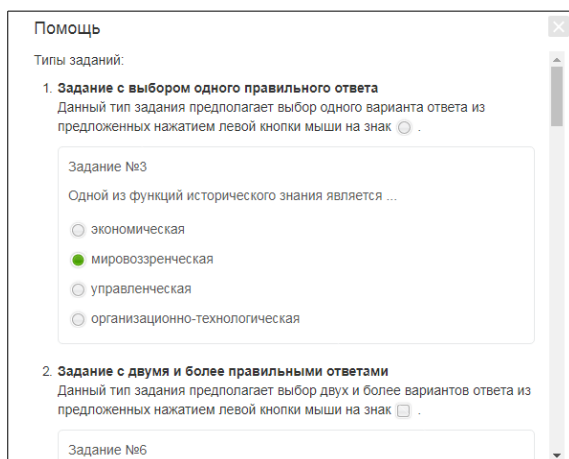 Помощь
Типы заданий:
1. Задание с выбором одного правильного ответа
Данный тип задания предполагает выбор одного варианта ответа из
предложенных нажатием левой кнопки мыши на знак .
Задание №3
Одной из функций исторического знания является ...
экономическая
мировоззренческая
управленческая
организационно-технологическая
2. Задание с двумя и более правильными ответами
Данный тип задания предполагает выбор двух и более вариантов ответа из
предложенных нажатием левой кнопки мыши на знак .
Задание №6